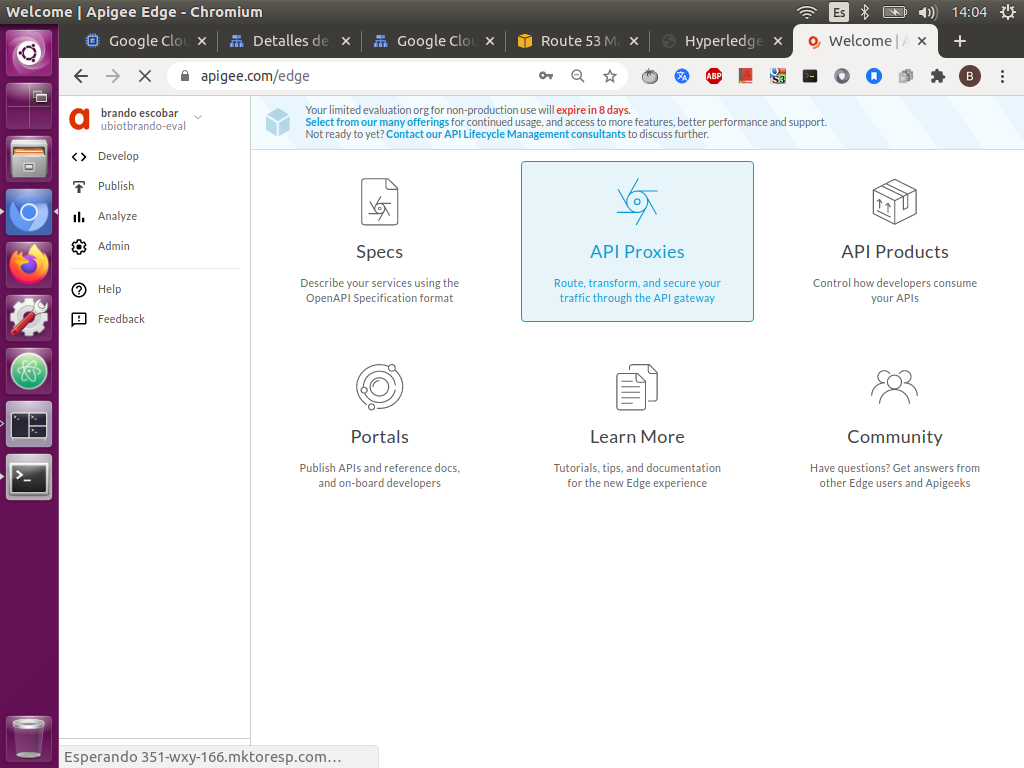 Welcome | Apigee Edge - Chromium
Es
14:04
Google Clou
Detalles de
Google Clou
Route 53 M
Hyperledge
Welcome | A
apigee.com/edge
ABP
S3
B
a
brando escobar
ubiotbrando-eval
Develop
Publish
Analyze
Admin
Help
Feedback
Your limited evaluation org for non-production use will expire in 8 days.
Select from our many offerings for continued usage, and access to more features, better performance and support.
Not ready to yet? Contact our API Lifecycle Management consultants to discuss further.
Specs
Describe your services using the
OpenAPI Specification format
API Proxies
Route, transform, and secure your
traffic through the API gateway
API Products
Control how developers consume
your APIs
Portals
Publish APIs and reference docs,
and on-board developers
Learn More
Tutorials, tips, and documentation
for the new Edge experience
Community
Have questions? Get answers from
other Edge users and Apigeeks
Esperando 351-wxy-166.mktoresp.com…